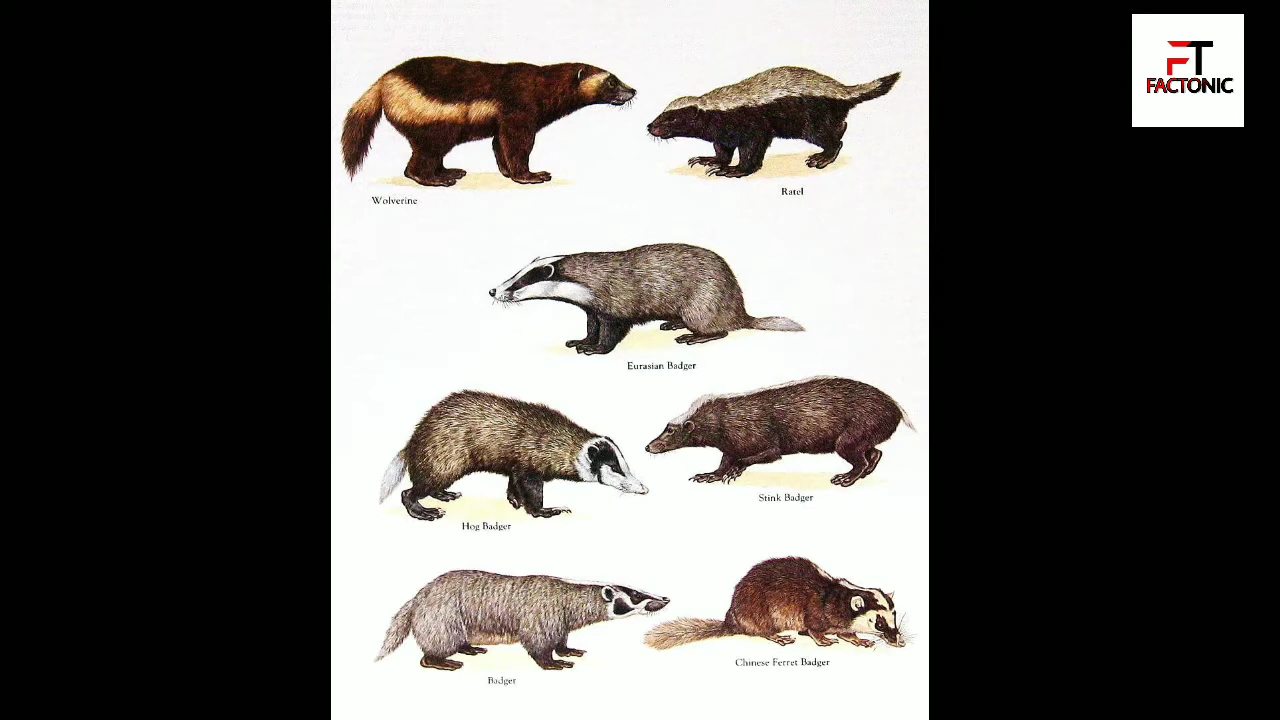 FT
FACTONIC
Wolverine
Ratel
Eurasian Badger
Stink Badger
Hog Badger
Chinese Ferret Badger
Badger